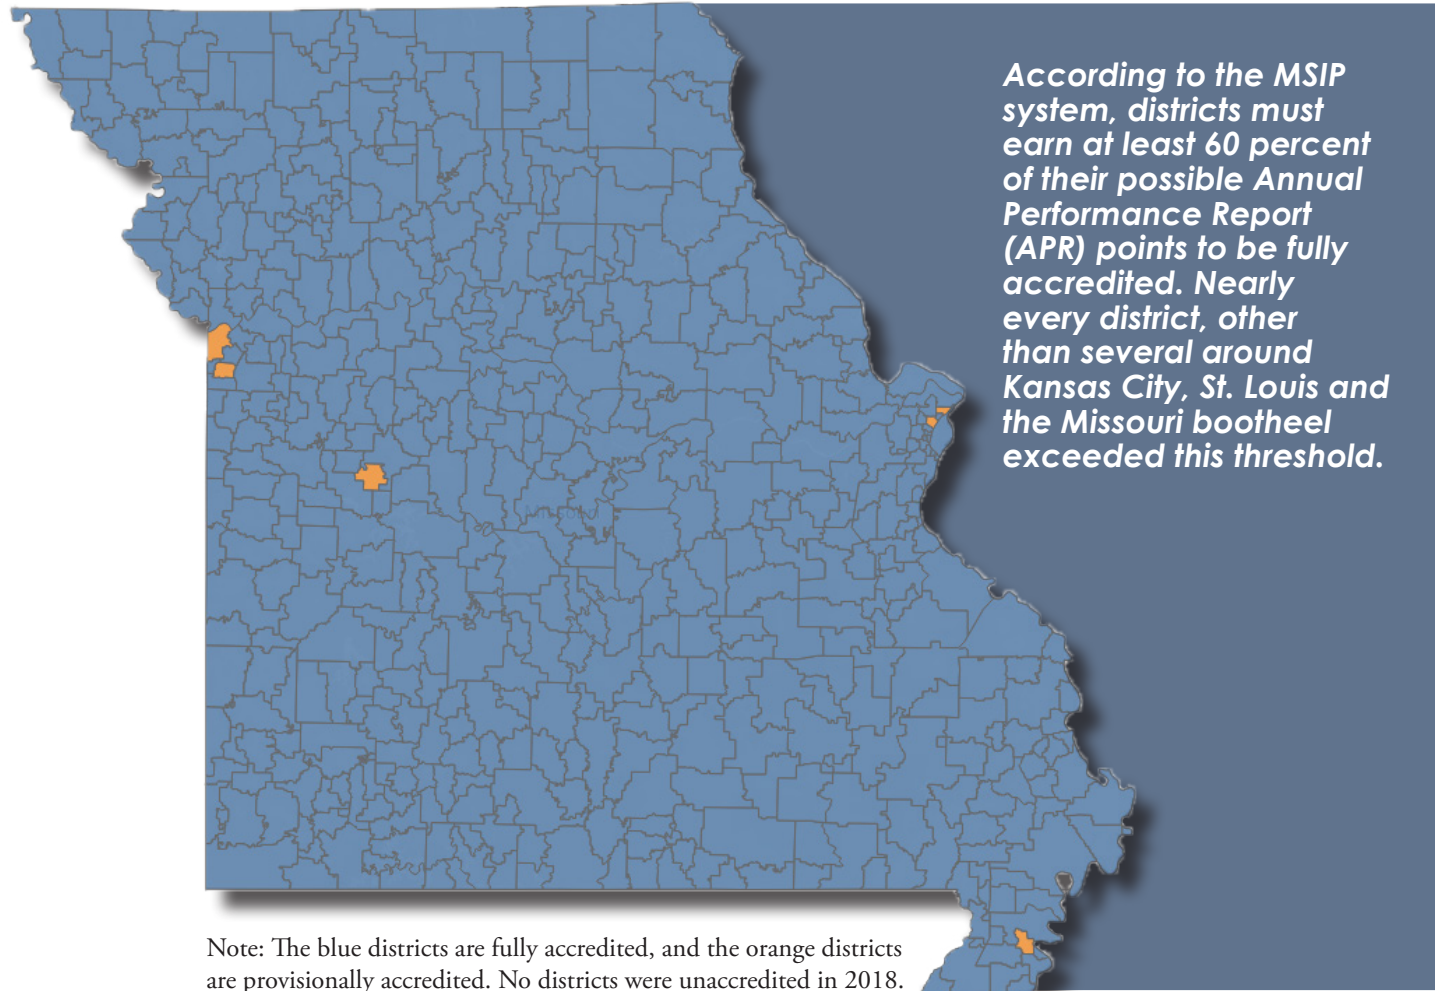 According to the MSIP
system, districts must
earn at least 60 percent
of their possible Annual
Performance Report
(APR) points to be fully
accredited. Nearly
every district, other
than several around
Kansas City, St. Louis and
the Missouri bootheel
exceeded this threshold.
Missouri
Note: The blue districts are fully accredited, and the orange districts
are provisionally accredited. No districts were unaccredited in 2018.